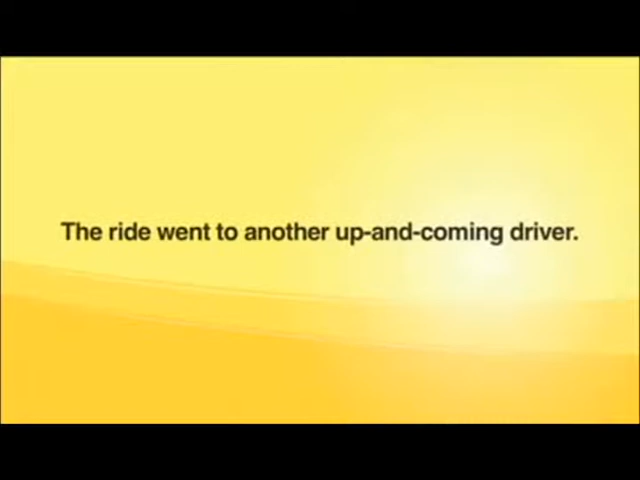 The ride went to another up-and-coming driver.